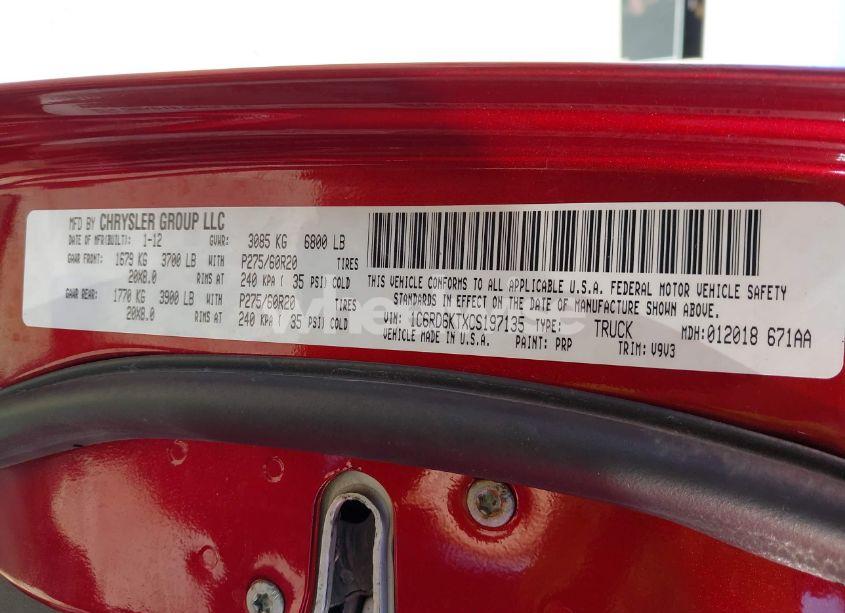 MFD BY CHRYSLER GROUP LLC
DATE OF MFR(BUILT): 1-12 GVWR: 3085 KG 6800 LB
GAWR FRONT: 1679 KG 3700 LB WITH P275/60R20 TIRES
20X8.0 RIMS AT 240 KPA ( 35 PSI) COLD
GAWR REAR: 1770 KG 3900 LB WITH P275/60R20 TIRES
20X8.0 RIMS AT 240 KPA ( 35 PSI) COLD
THIS VEHICLE CONFORMS TO ALL APPLICABLE U.S.A. FEDERAL MOTOR VEHICLE SAFETY
STANDARDS IN EFFECT ON THE DATE OF MANUFACTURE SHOWN ABOVE.
VIN: 1C6RD6KTXCS197135 TYPE: TRUCK MDH:012018 671AA
VEHICLE MADE IN U.S.A. PAINT: PRP TRIM: V9V3